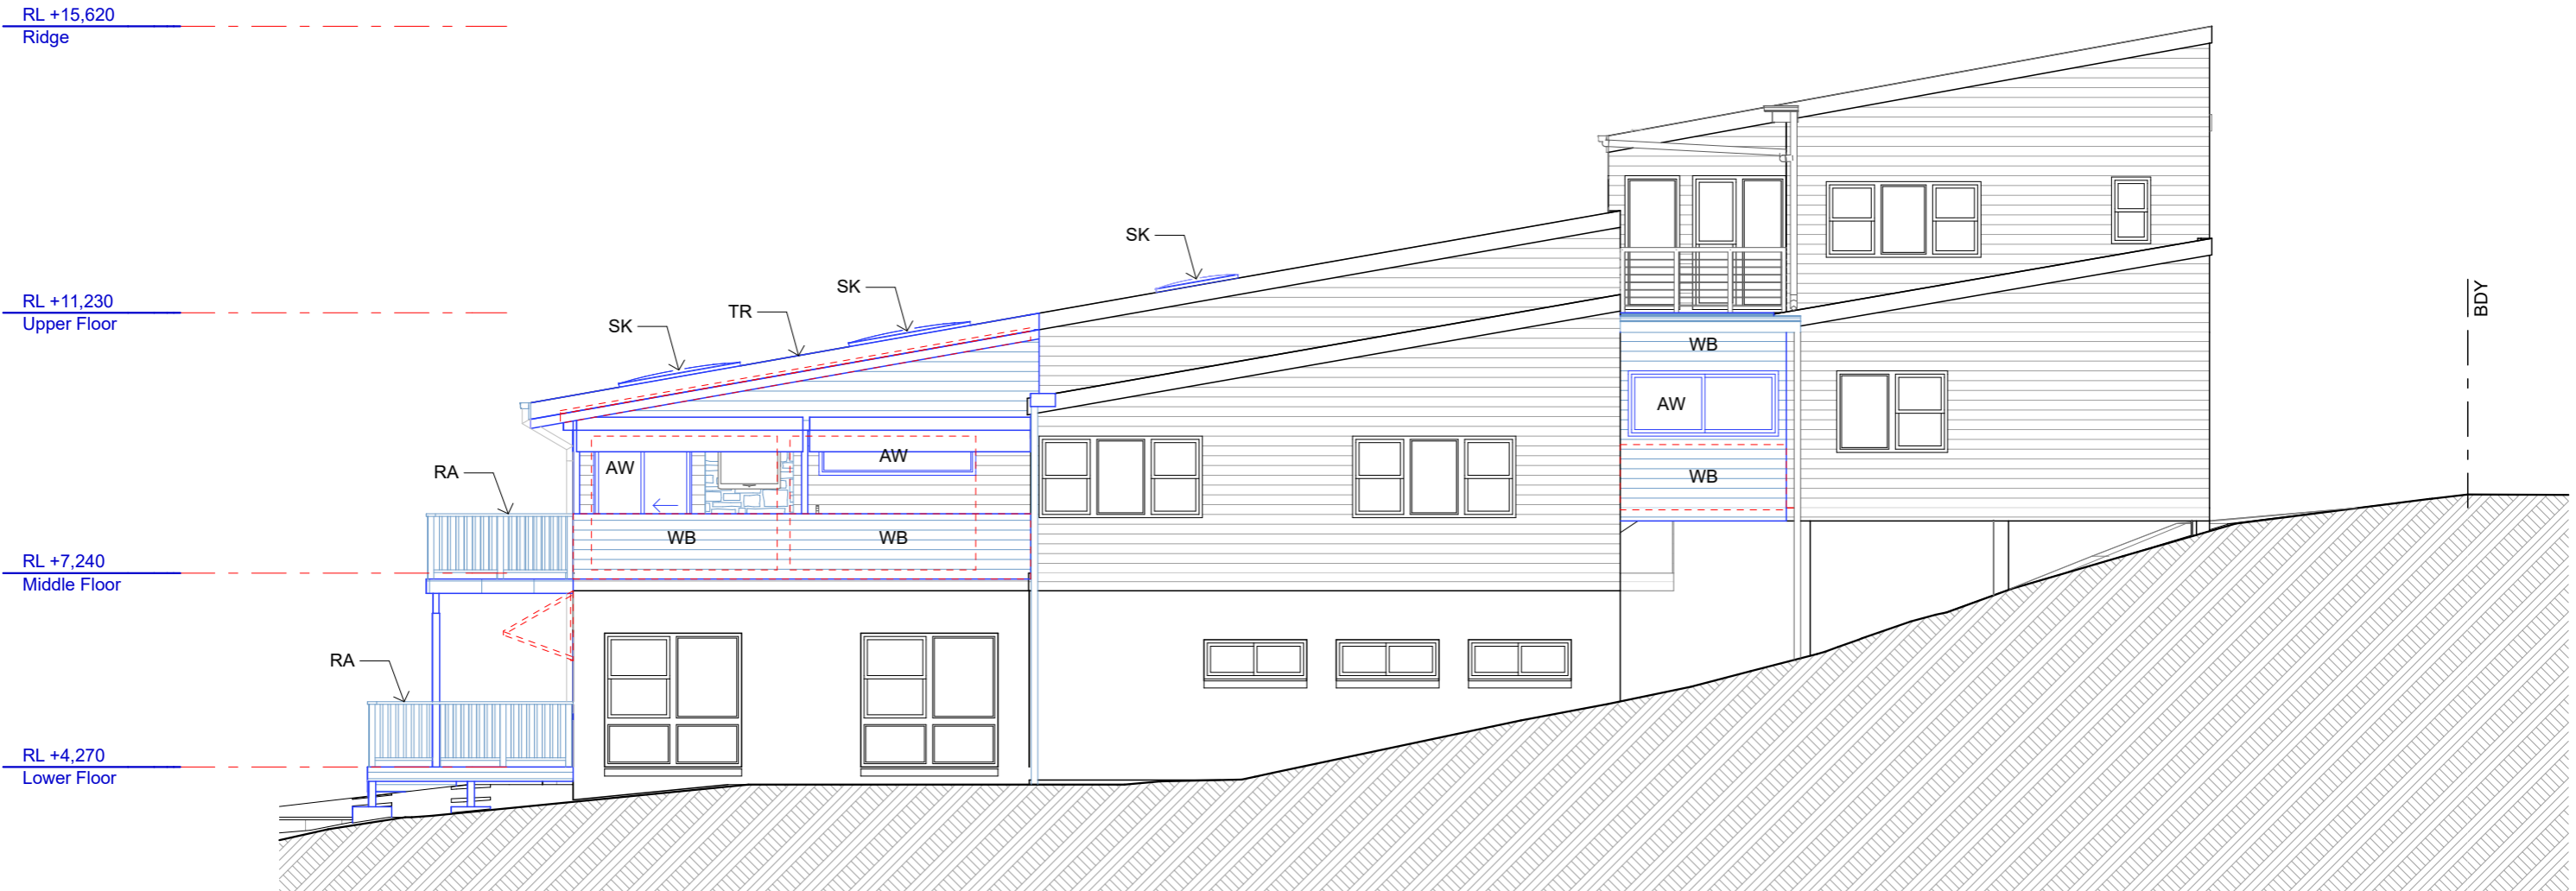 RL +15,620
Ridge
SK
BDY
RL +11,230
Upper Floor
SK
TR
SK
WB
AW
AW
AW
RA
WB
WB
WB
RL +7,240
Middle Floor
RA
RL +4,270
Lower Floor